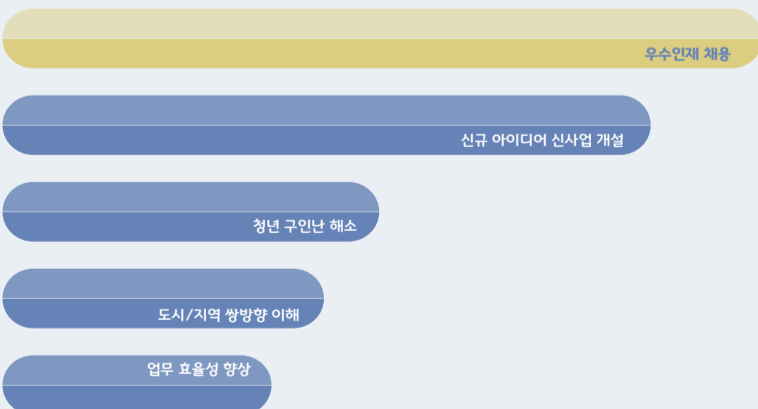 우수인재 채용
신규 아이디어 신사업 개설
청년 구인난 해소
도시/지역 쌍방향 이해
업무 효율성 향상